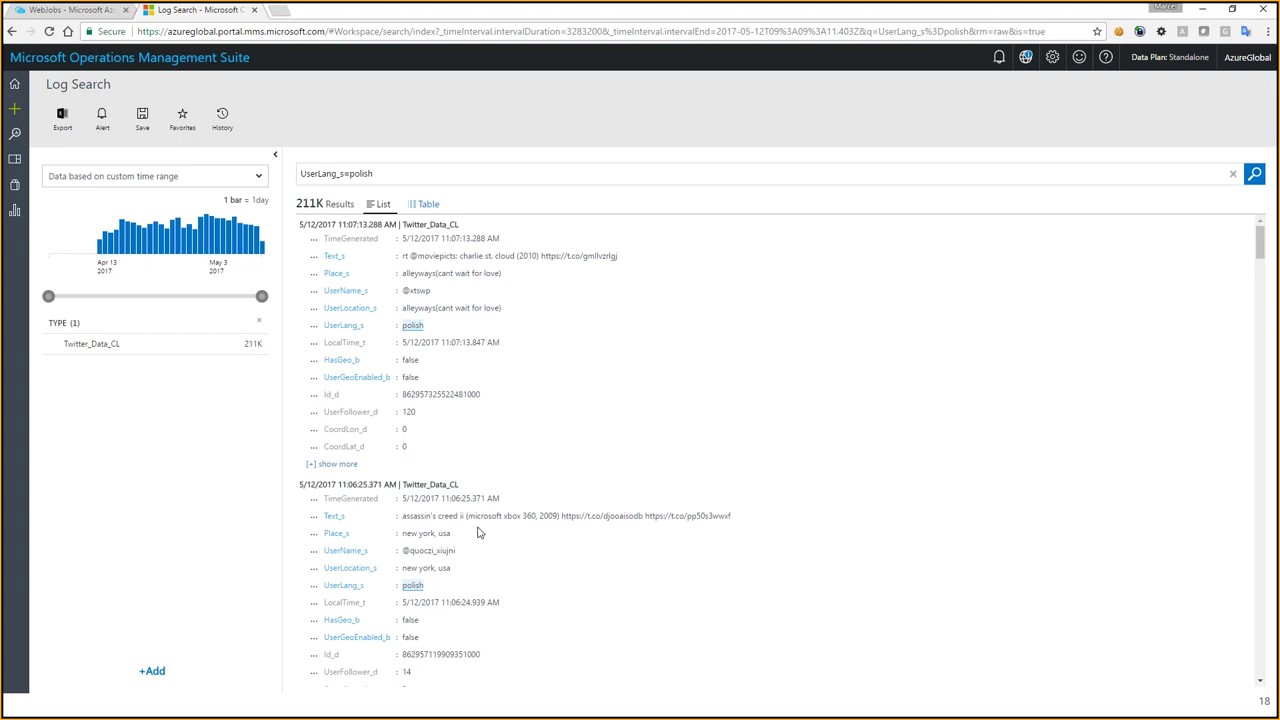 WebJobs - Microsoft Az
Log Search - Microsoft C
Marcel
Secure
https://azureglobal.portal.mms.microsoft.com/#Workspace/search/index?_timeInterval.intervalDuration=3283200&_timeInterval.intervalEnd=2017-05-12T09%3A09%3A11.403Z&q=UserLang_s%3Dpolish&rm=raw&is=true
Microsoft Operations Management Suite
Data Plan: Standalone
AzureGlobal
Log Search
Export
Alert
Save
Favorites
History
Data based on custom time range
1 bar = 1day
Apr 13
2017
May 3
2017
TYPE (1)
Twitter_Data_CL 211K
+Add
UserLang_s=polish
211K Results
List
Table
5/12/2017 11:07:13.288 AM | Twitter_Data_CL
... TimeGenerated : 5/12/2017 11:07:13.288 AM
... Text_s : rt @moviepicts: charlie st. cloud (2010) https://t.co/gmllvzrlgj
... Place_s : alleyways(cant wait for love)
... UserName_s : @xtswp
... UserLocation_s : alleyways(cant wait for love)
... UserLang_s : polish
... LocalTime_t : 5/12/2017 11:07:13.847 AM
... HasGeo_b : false
... UserGeoEnabled_b : false
... Id_d : 862957325522481000
... UserFollower_d : 120
... CoordLon_d : 0
... CoordLat_d : 0
[+] show more
5/12/2017 11:06:25.371 AM | Twitter_Data_CL
... TimeGenerated : 5/12/2017 11:06:25.371 AM
... Text_s : assassin's creed ii (microsoft xbox 360, 2009) https://t.co/djooaisodb https://t.co/pp50s3wwxf
... Place_s : new york, usa
... UserName_s : @quoczi_xiujni
... UserLocation_s : new york, usa
... UserLang_s : polish
... LocalTime_t : 5/12/2017 11:06:24.939 AM
... HasGeo_b : false
... UserGeoEnabled_b : false
... Id_d : 862957119909351000
... UserFollower_d : 14
18